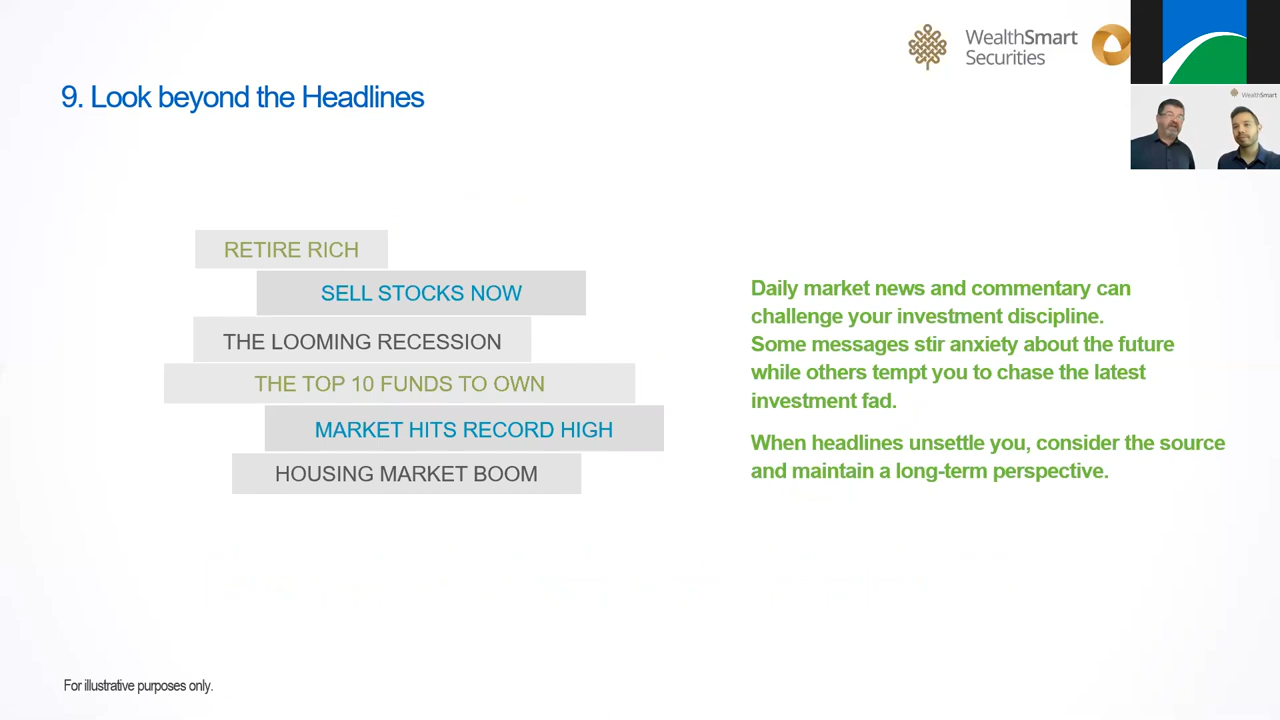 WealthSmart
Securities
WealthSmart
9. Look beyond the Headlines
RETIRE RICH
SELL STOCKS NOW
THE LOOMING RECESSION
THE TOP 10 FUNDS TO OWN
MARKET HITS RECORD HIGH
HOUSING MARKET BOOM
Daily market news and commentary can
challenge your investment discipline.
Some messages stir anxiety about the future
while others tempt you to chase the latest
investment fad.
When headlines unsettle you, consider the source
and maintain a long-term perspective.
For illustrative purposes only.